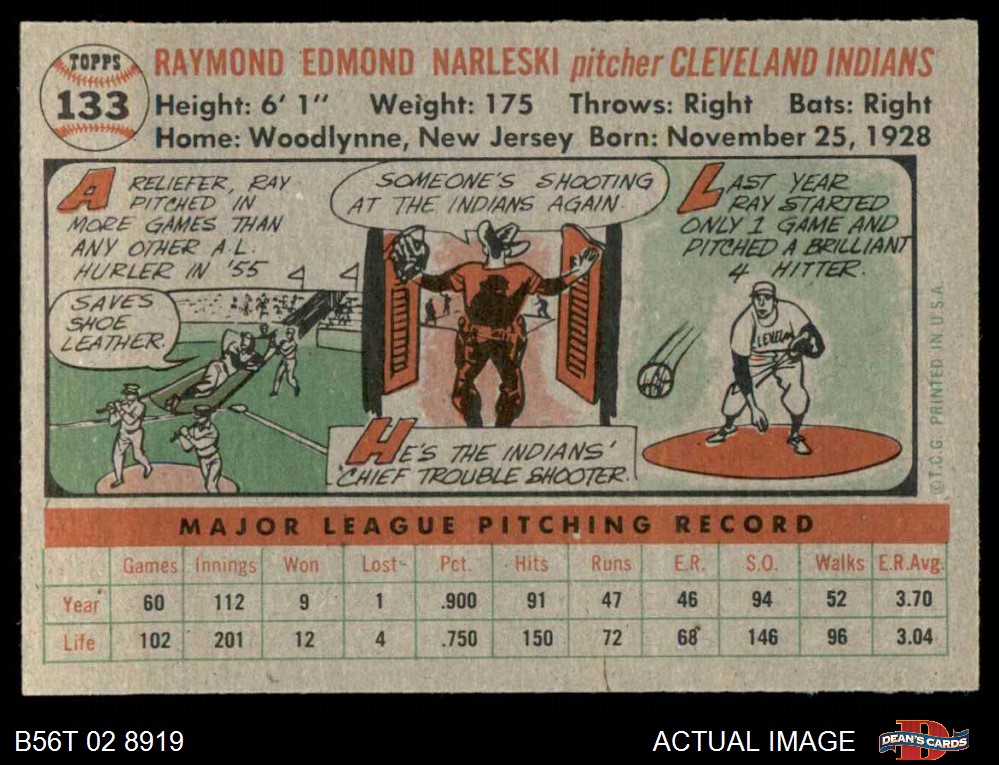 TOPPS
133
RAYMOND EDMOND NARLESKI pitcher CLEVELAND INDIANS
Height: 6' 1" Weight: 175 Throws: Right Bats: Right
Home: Woodlynne, New Jersey Born: November 25, 1928
A RELIEFER, RAY
PITCHED IN
MORE GAMES THAN
ANY OTHER A.L.
HURLER IN '55
SAVES
SHOE
LEATHER.
SOMEONE'S SHOOTING
AT THE INDIANS AGAIN.
HE'S THE INDIANS'
CHIEF TROUBLE SHOOTER.
LAST YEAR
RAY STARTED
ONLY 1 GAME AND
PITCHED A BRILLIANT
4 HITTER.
©T.C.G. PRINTED IN U.S.A.
MAJOR LEAGUE PITCHING RECORD
Games Innings Won Lost Pct. Hits Runs E.R. S.O. Walks E.R.Avg.
Year 60 112 9 1 .900 91 47 46 94 52 3.70
Life 102 201 12 4 .750 150 72 68 146 96 3.04
B56T 02 8919 ACTUAL IMAGE DEAN'S CARDS